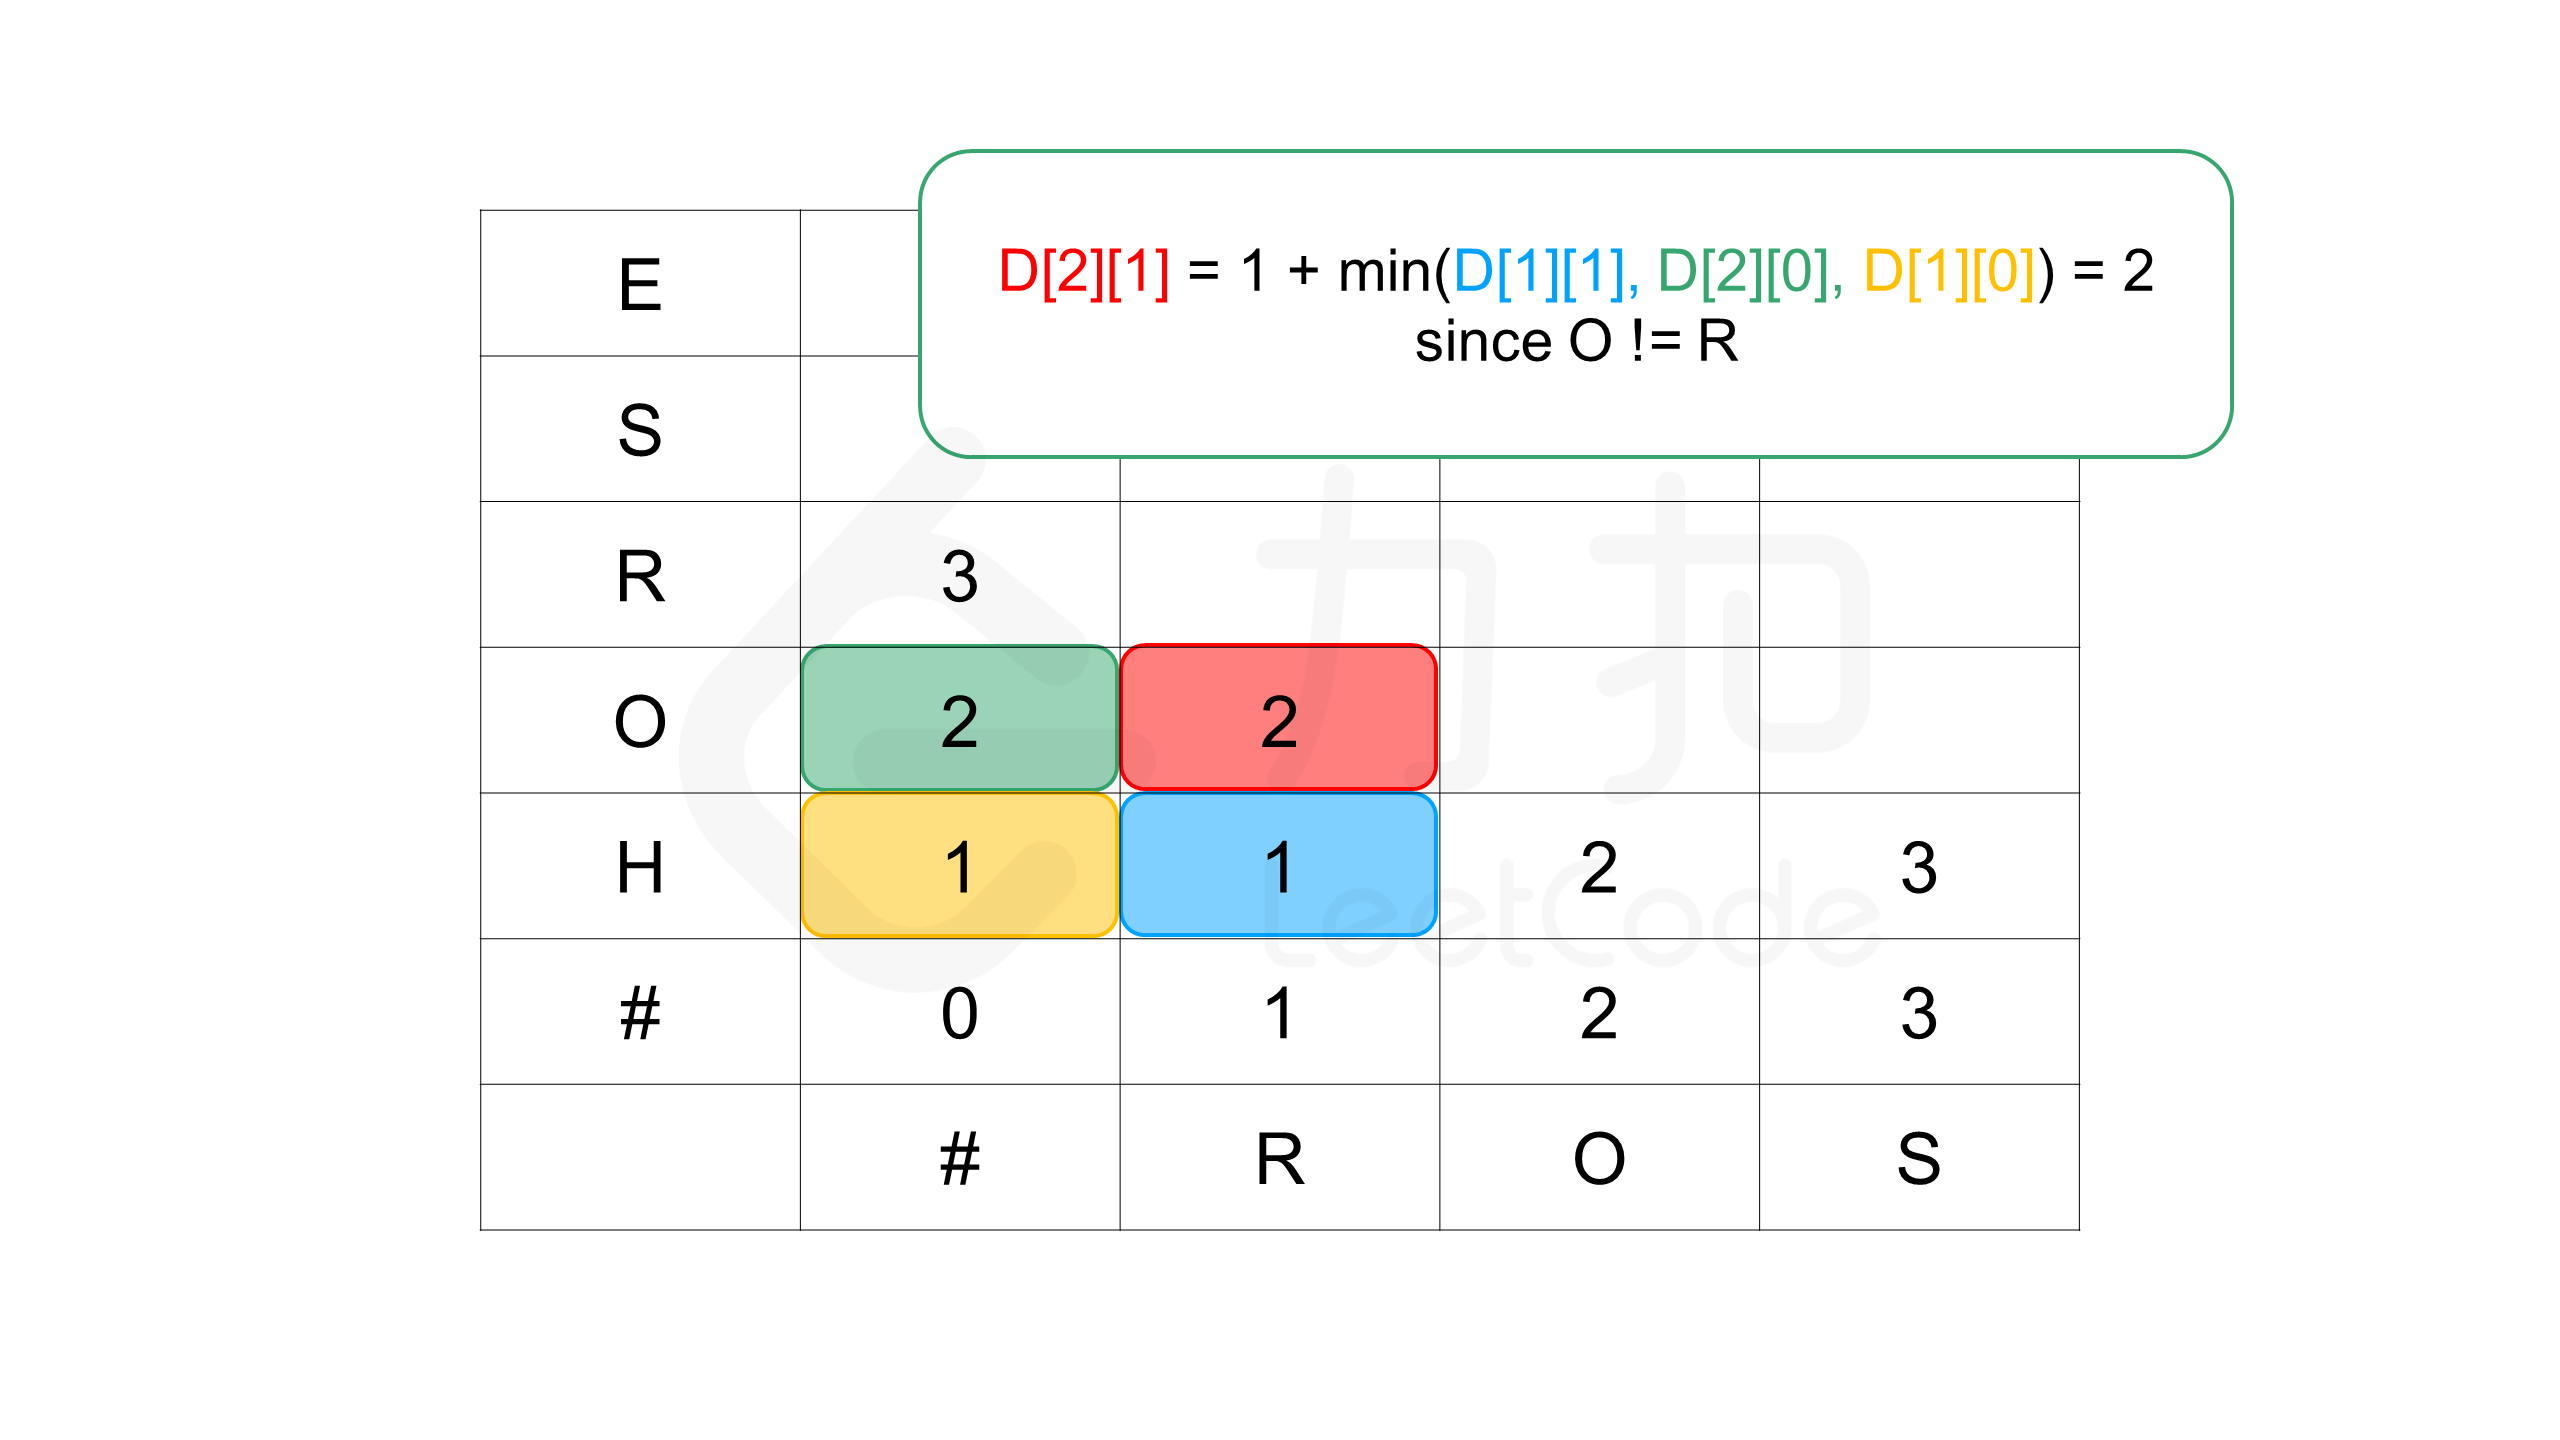 D[2][1] = 1 + min(D[1][1], D[2][0], D[1][0]) = 2
since O != R
E
S
R 3
O 2 2
H 1 1 2 3
# 0 1 2 3
# R O S
力扣
LeetCode